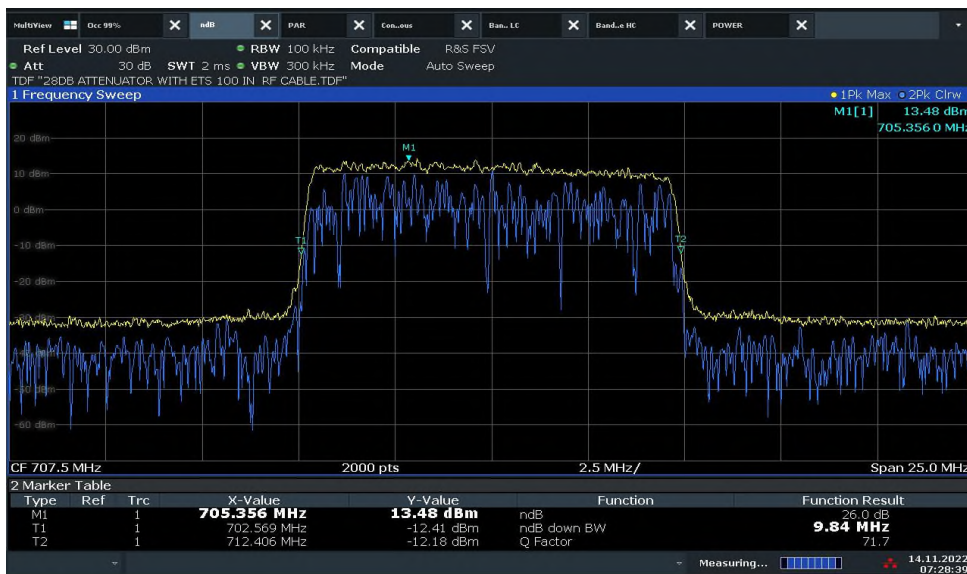 MultiView Occ 99% X ndB X PAR X Con..ous X Ban.. LC X Band..e HC X POWER X
Ref Level 30.00 dBm RBW 100 kHz Compatible R&S FSV
Att 30 dB SWT 2 ms VBW 300 kHz Mode Auto Sweep
TDF "28DB ATTENUATOR WITH ETS 100 IN RF CABLE.TDF"
1 Frequency Sweep 1Pk Max 2Pk Clrw
M1[1] 13.48 dBm
705.3560 MHz
20 dBm
M1
10 dBm
0 dBm
T1 T2
-10 dBm
-20 dBm
-60 dBm
CF 707.5 MHz 2000 pts 2.5 MHz/ Span 25.0 MHz
2 Marker Table
Type Ref Trc X-Value Y-Value Function Function Result
M1 1 705.356 MHz 13.48 dBm ndB 26.0 dB
T1 1 702.569 MHz -12.41 dBm ndB down BW 9.84 MHz
T2 1 712.406 MHz -12.18 dBm Q Factor 71.7
Measuring... 14.11.2022
07:28:39